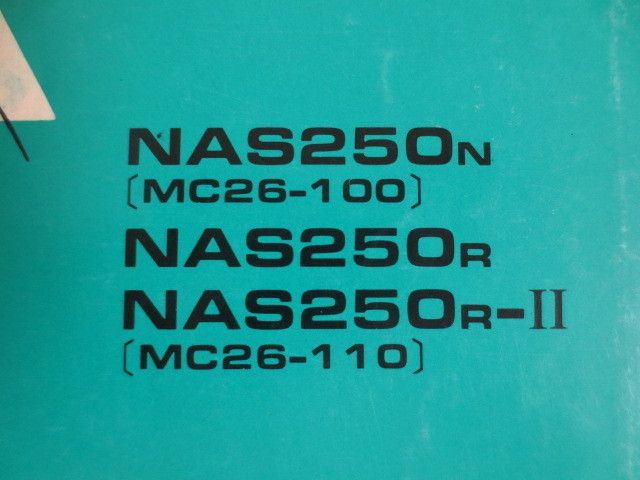 NAS250N
〔MC26-100〕
NAS250R
NAS250R-II
〔MC26-110〕